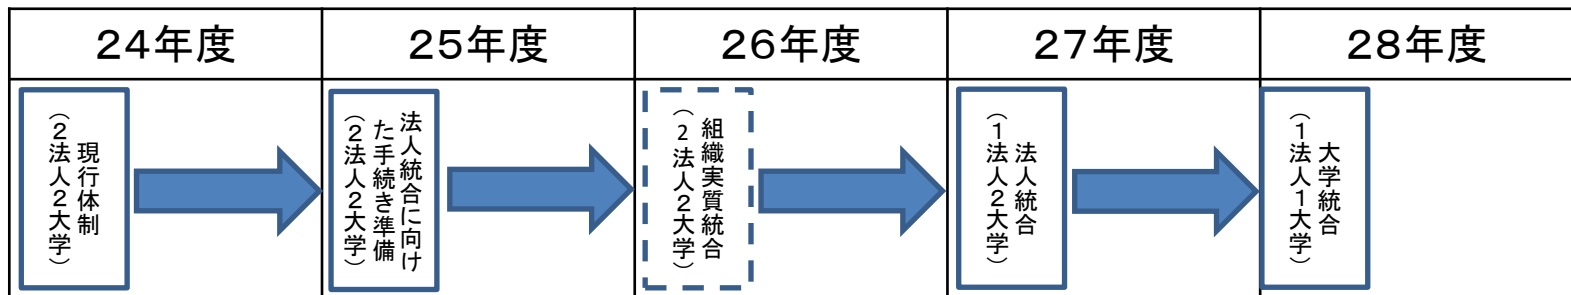 24年度
25年度
26年度
27年度
28年度
現行体制
（2法人2大学）
法人統合に向け
た手続き準備
（2法人2大学）
組織実質統合
（2法人2大学）
法人統合
（1法人2大学）
大学統合
（1法人1大学）